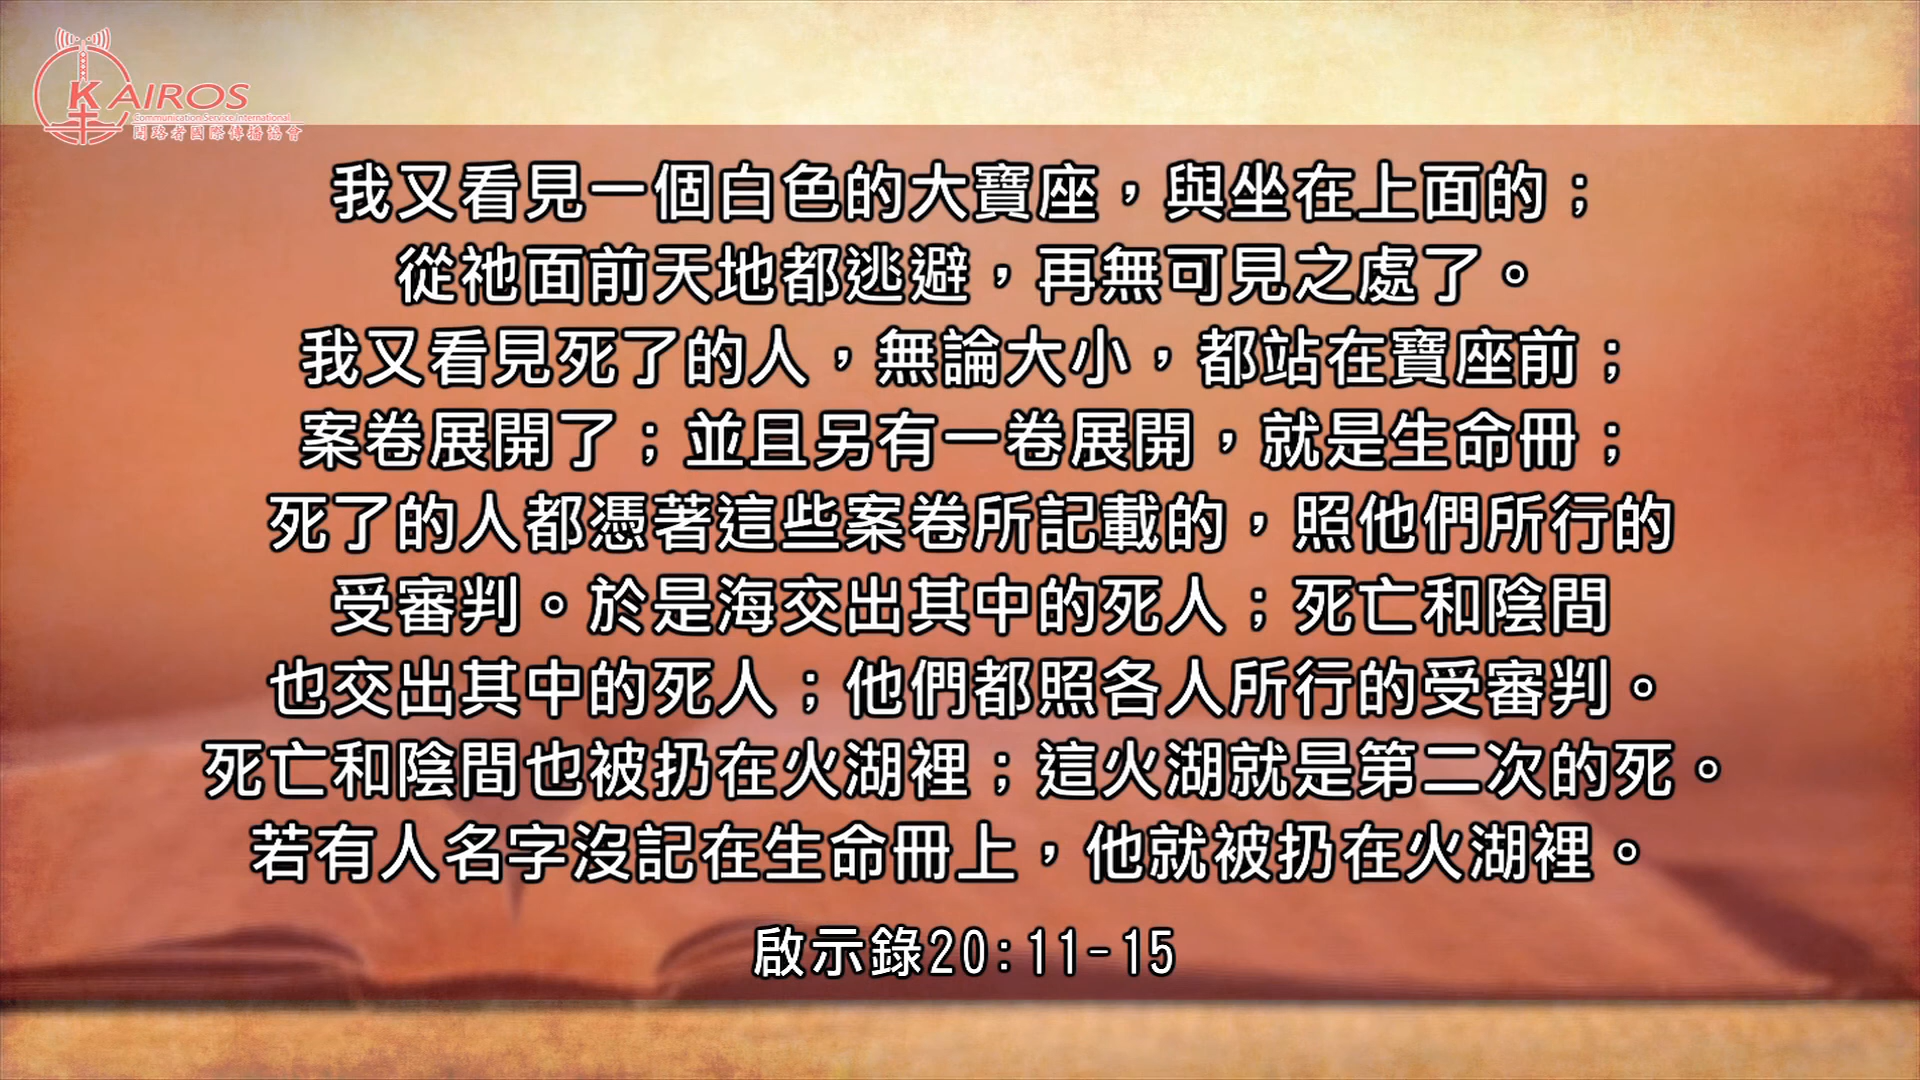 KAIROS
Communication Service International
開路者國際傳播協會
我又看見一個白色的大寶座，與坐在上面的；
從祂面前天地都逃避，再無可見之處了。
我又看見死了的人，無論大小，都站在寶座前；
案卷展開了；並且另有一卷展開，就是生命冊；
死了的人都憑著這些案卷所記載的，照他們所行的
受審判。於是海交出其中的死人；死亡和陰間
也交出其中的死人；他們都照各人所行的受審判。
死亡和陰間也被扔在火湖裡；這火湖就是第二次的死。
若有人名字沒記在生命冊上，他就被扔在火湖裡。
啟示錄20:11-15